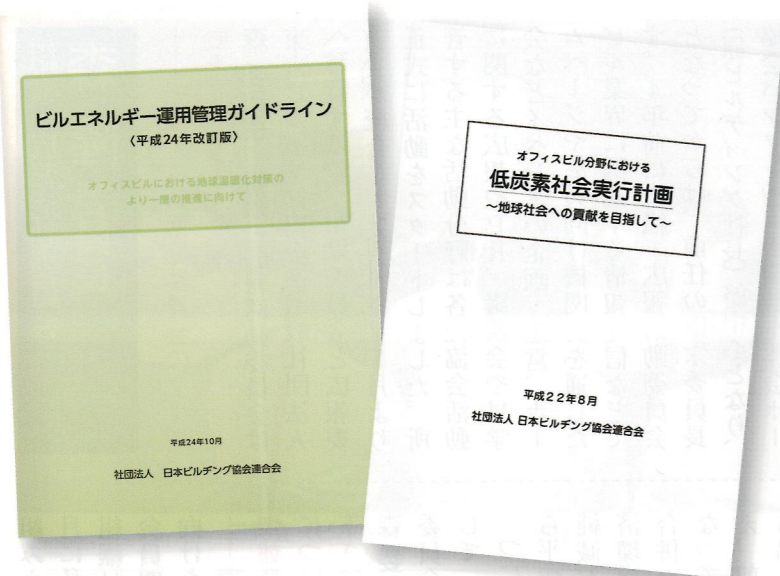 ビルエネルギー運用管理ガイドライン
〈平成24年改訂版〉
オフィスビルにおける地球温暖化対策の
より一層の推進に向けて
平成24年10月
社団法人 日本ビルヂング協会連合会
オフィスビル分野における
低炭素社会実行計画
～地球社会への貢献を目指して～
平成22年8月
社団法人 日本ビルヂング協会連合会